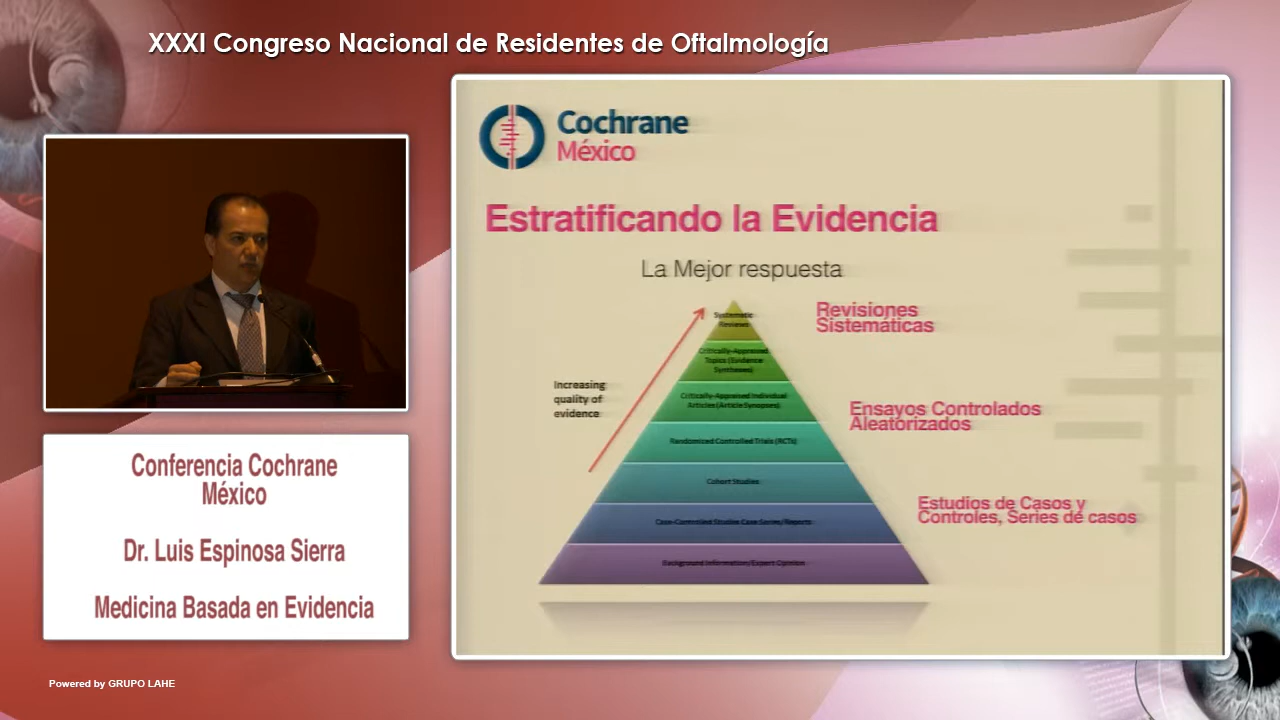 XXXI Congreso Nacional de Residentes de Oftalmología
Cochrane
México
Estratificando la Evidencia
La Mejor respuesta
Systematic
Reviews
Revisiones
Sistemáticas
Critically-Appraised
Topics (Evidence
Syntheses)
Increasing
quality of
evidence
Critically-Appraised Individual
Articles (Article Synopses)
Ensayos Controlados
Aleatorizados
Randomized Controlled Trials (RCTs)
Cohort Studies
Case-Controlled Studies Case Series/Reports
Estudios de Casos y
Controles, Series de casos
Background Information/Expert Opinion
Conferencia Cochrane
México
Dr. Luis Espinosa Sierra
Medicina Basada en Evidencia
Powered by GRUPO LAHE